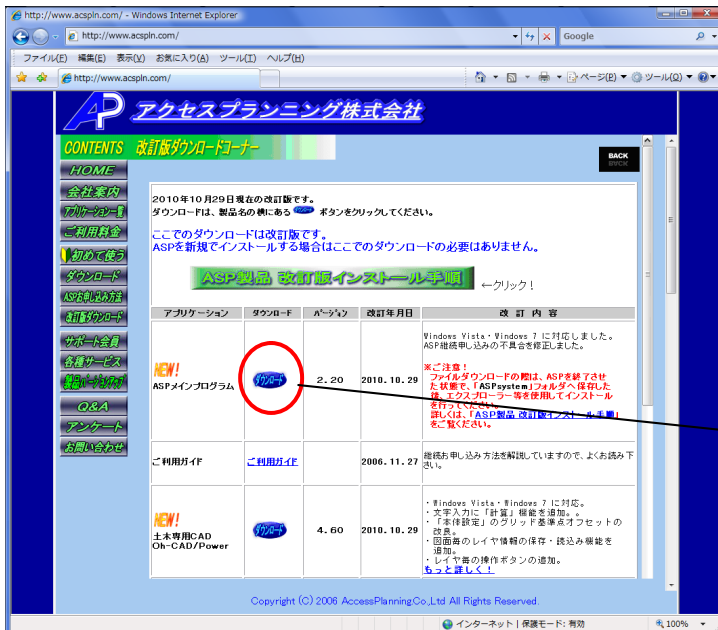 http://www.acspln.com/ - Windows Internet Explorer
http://www.acspln.com/
Google
ファイル(F) 編集(E) 表示(V) お気に入り(A) ツール(T) ヘルプ(H)
http://www.acspln.com/
ページ(P) ツール(O)
AP アクセスプランニング株式会社
CONTENTS 改訂版ダウンロードコーナー
BACK
HOME
会社案内
アプリケーション一覧
ご利用料金
初めて使う
ダウンロード
ASPお申し込み方法
改訂版ダウンロード
サポート会員
各種サービス
製品バージョンアップ
Q&A
アンケート
お問い合わせ
2010年10月29日現在の改訂版です。
ダウンロードは、製品名の横にある ダウンロード ボタンをクリックしてください。
ここでのダウンロードは改訂版です。
ASPを新規でインストールする場合はここでのダウンロードの必要はありません。
ASP製品 改訂版インストール手順 ←クリック!
アプリケーション ダウンロード バージョン 改訂年月日 改 訂 内 容
NEW!
ASPメインプログラム
ダウンロード
2.20
2010.10.29
Windows Vista・Windows 7 に対応しました。
ASP継続申し込みの不具合を修正しました。
※ご注意!
ファイルダウンロードの際は、ASPを終了させ
た状態で、「ASPsystem」フォルダへ保存した
後、エクスプローラー等を使用してインストール
を行ってください。
詳しくは、「ASP製品 改訂版インストール手順」
をご覧ください。
ご利用ガイド
ご利用ガイド
2006.11.27
継続お申し込み方法を解説していますので、よくお読み下
さい。
NEW!
土木専用CAD
Oh-CAD/Power
ダウンロード
4.60
2010.10.29
・Windows Vista・Windows 7 に対応。
・文字入力に「計算」機能を追加。。
・「本体設定」のグリッド基準点オフセットの
改良。
・図面毎のレイヤ情報の保存・読込み機能を
追加。
・レイヤ毎の操作ボタンの追加。
もっと詳しく!
Copyright (C) 2006 AccessPlanning.Co.,Ltd All Rights Reserved.
インターネット | 保護モード: 有効
100%